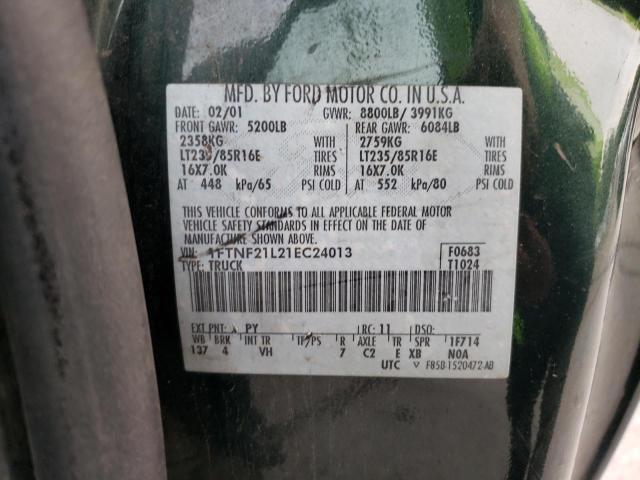 MFD. BY FORD MOTOR CO. IN U.S.A.
DATE: 02/01 GVWR: 8800LB/ 3991KG
FRONT GAWR: 5200LB REAR GAWR: 6084LB
2358KG WITH 2759KG WITH
LT235/85R16E TIRES LT235/85R16E TIRES
16X7.0K RIMS 16X7.0K RIMS
AT 448 kPa/65 PSI COLD AT 552 kPa/80 PSI COLD
THIS VEHICLE CONFORMS TO ALL APPLICABLE FEDERAL MOTOR
VEHICLE SAFETY STANDARDS IN EFFECT ON THE DATE OF
MANUFACTURE SHOWN ABOVE.
VIN: 1FTNF21L21EC24013 F0683
TYPE: TRUCK T1024
EXT PNT: PY RC: 11 DSO:
WB BRK INT TR TP/PS R AXLE TR SPR 1F714
137 4 VH 7 C2 E XB N0A
UTC F85B-1520472-AB